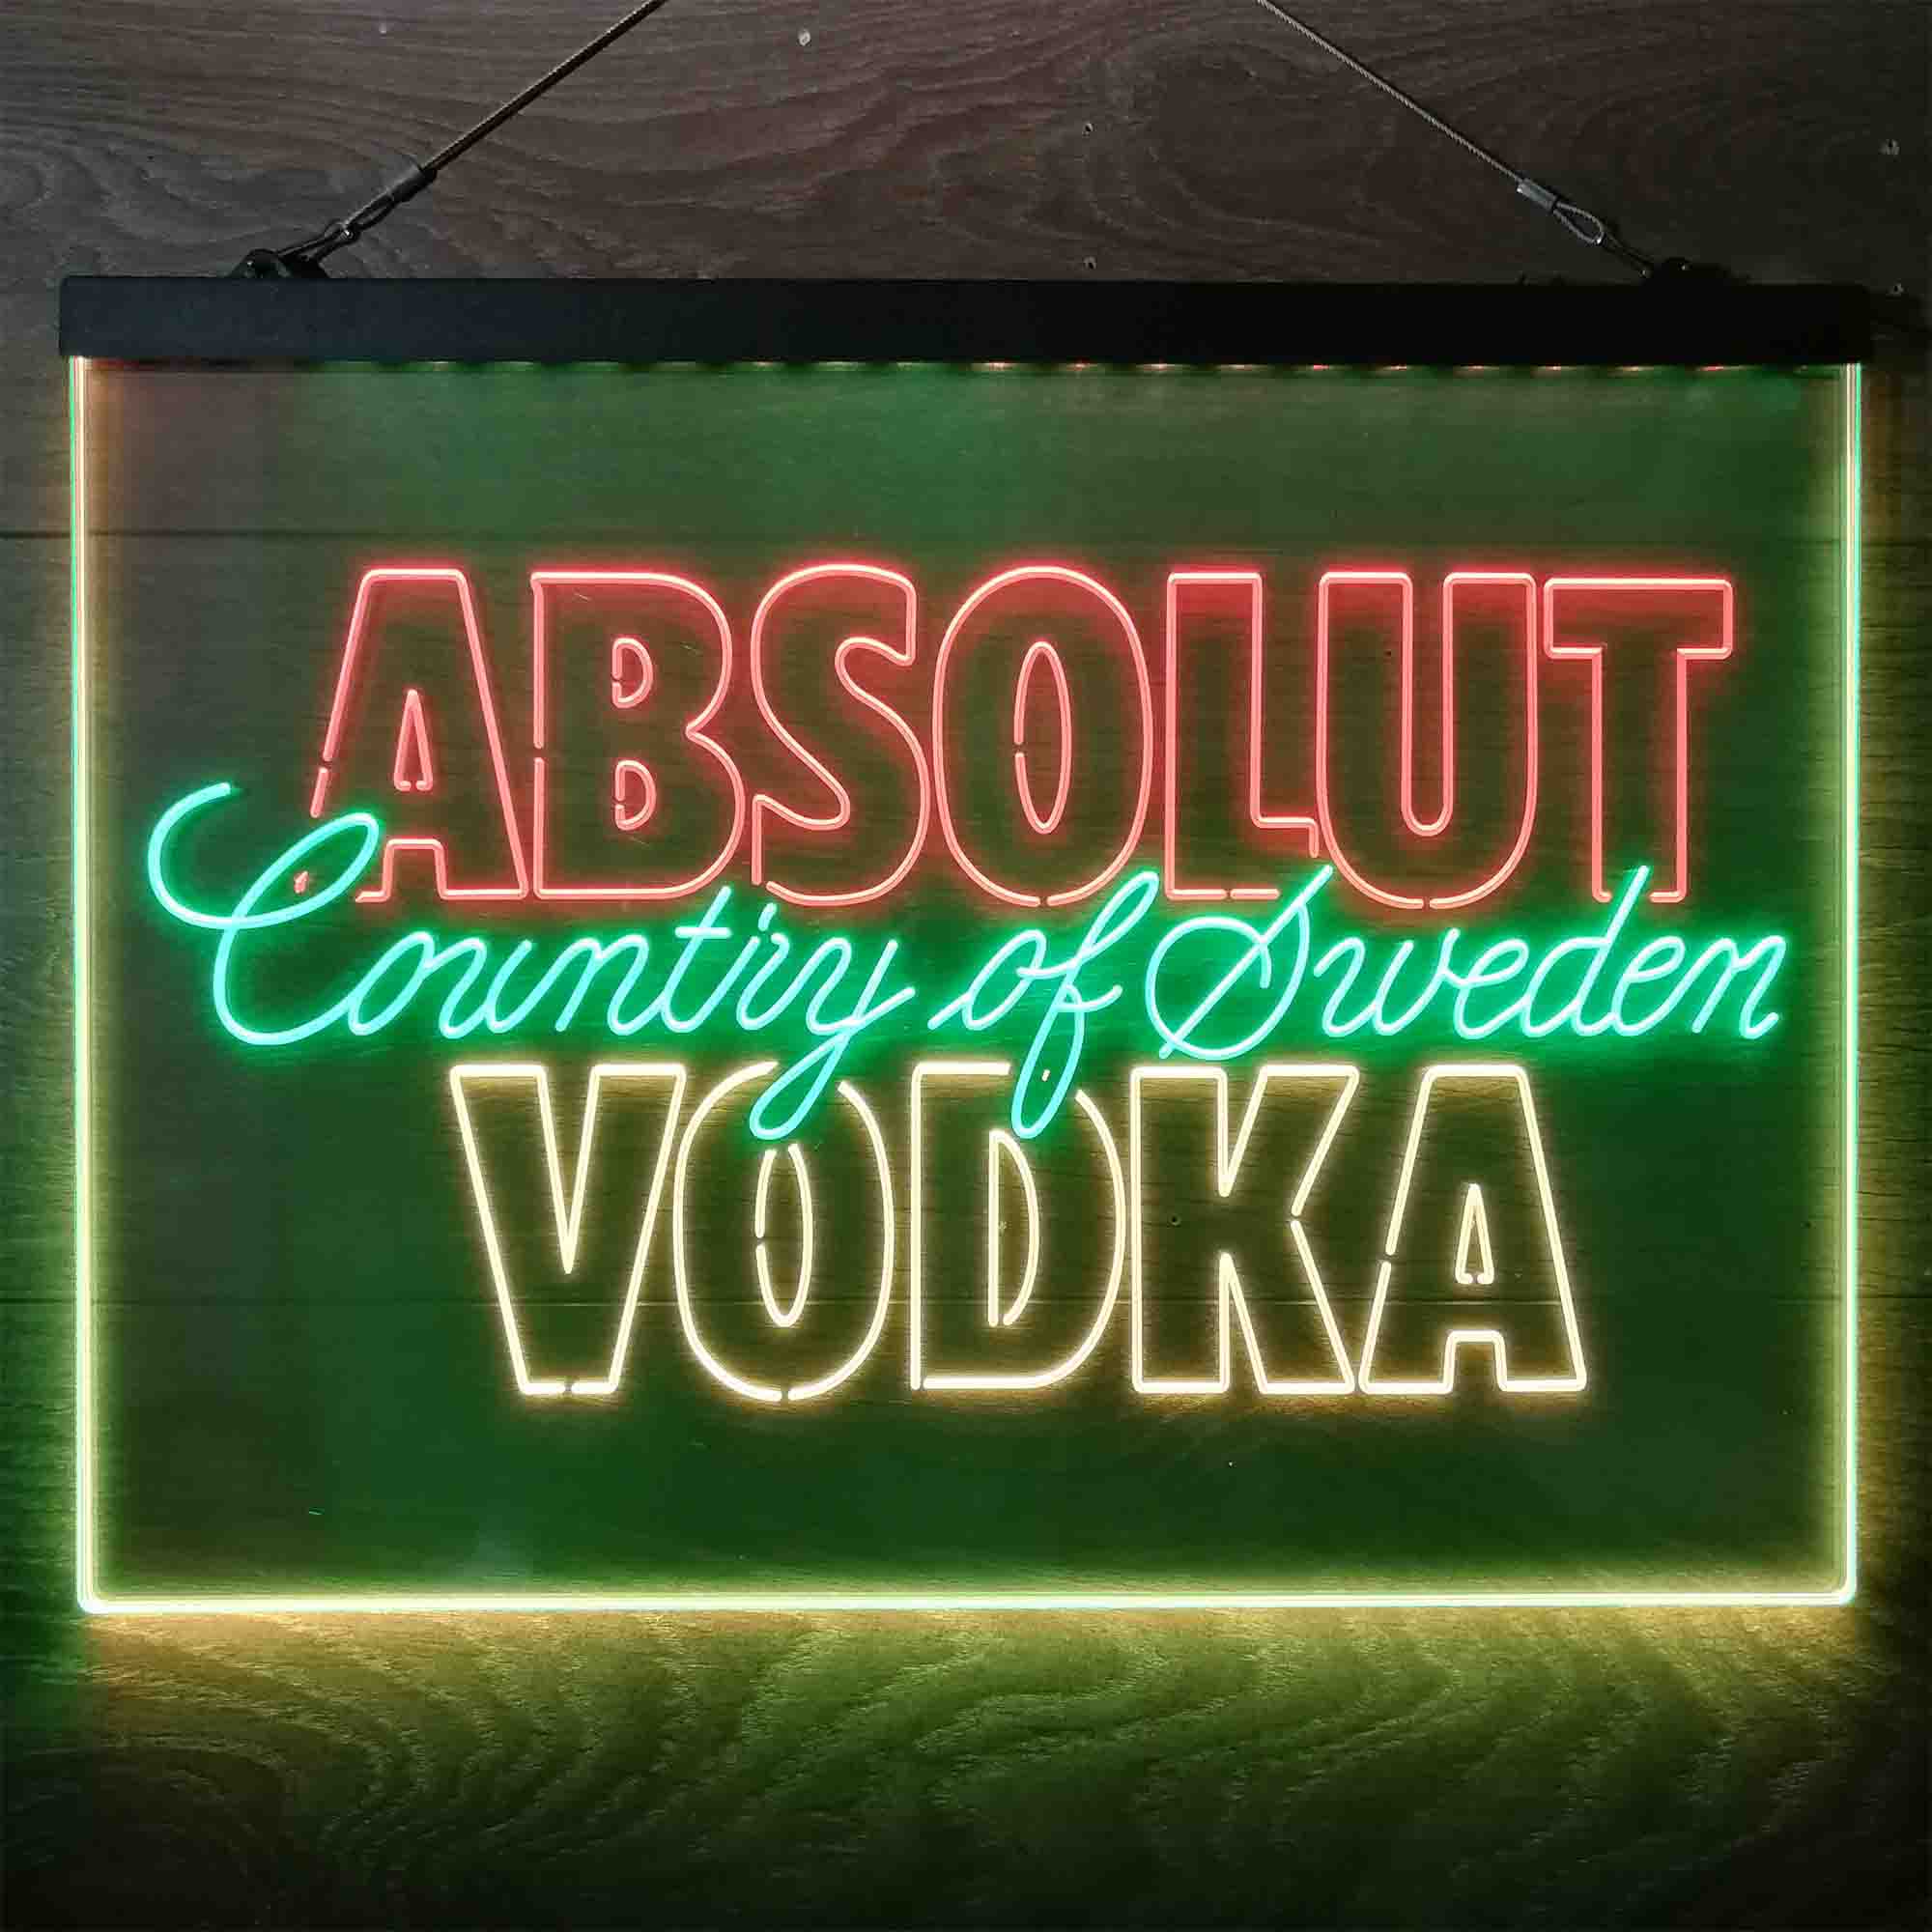 ABSOLUT
Country of Sweden
VODKA